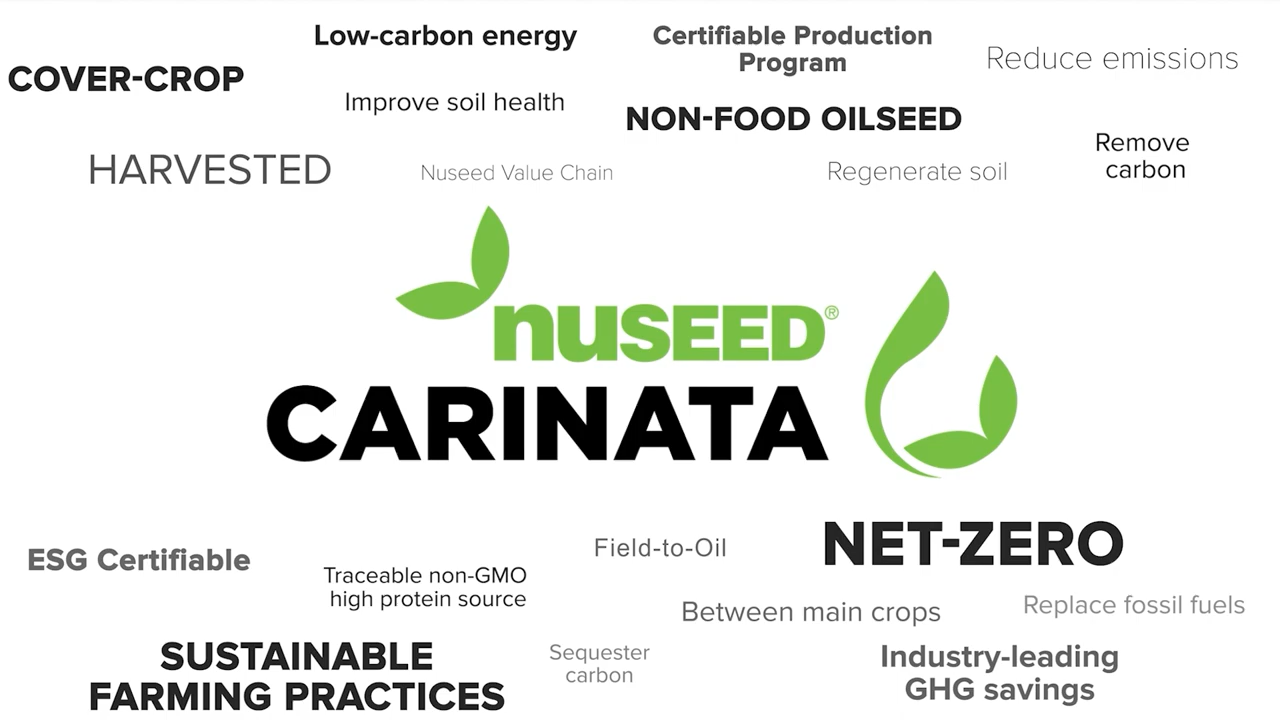 Low-carbon energy
Certifiable Production
Program
Reduce emissions
COVER-CROP
Improve soil health
NON-FOOD OILSEED
Remove
carbon
HARVESTED
Nuseed Value Chain
Regenerate soil
nuSEED®
CARINATA
NET-ZERO
ESG Certifiable
Field-to-Oil
Traceable non-GMO
high protein source
Between main crops
Replace fossil fuels
SUSTAINABLE
FARMING PRACTICES
Sequester
carbon
Industry-leading
GHG savings